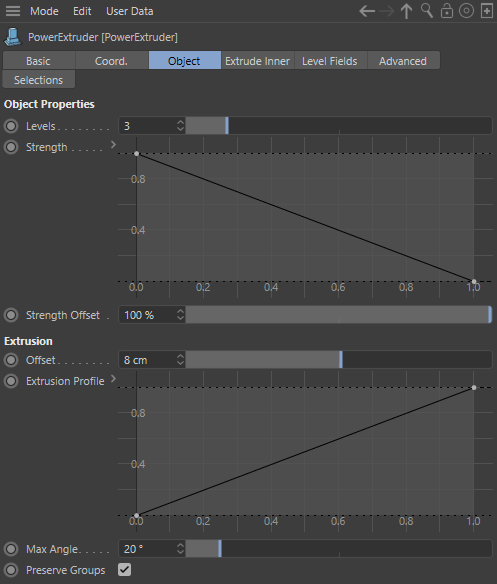 Mode Edit User Data
PowerExtruder [PowerExtruder]
Basic Coord. Object Extrude Inner Level Fields Advanced
Selections
Object Properties
Levels . . . . . . . . 3
Strength . . . . .
0.8
0.4
0.0 0.2 0.4 0.6 0.8 1.0
Strength Offset . 100 %
Extrusion
Offset . . . . . . . . 8 cm
Extrusion Profile
0.8
0.4
0.0 0.2 0.4 0.6 0.8 1.0
Max Angle. . . . . 20 °
Preserve Groups